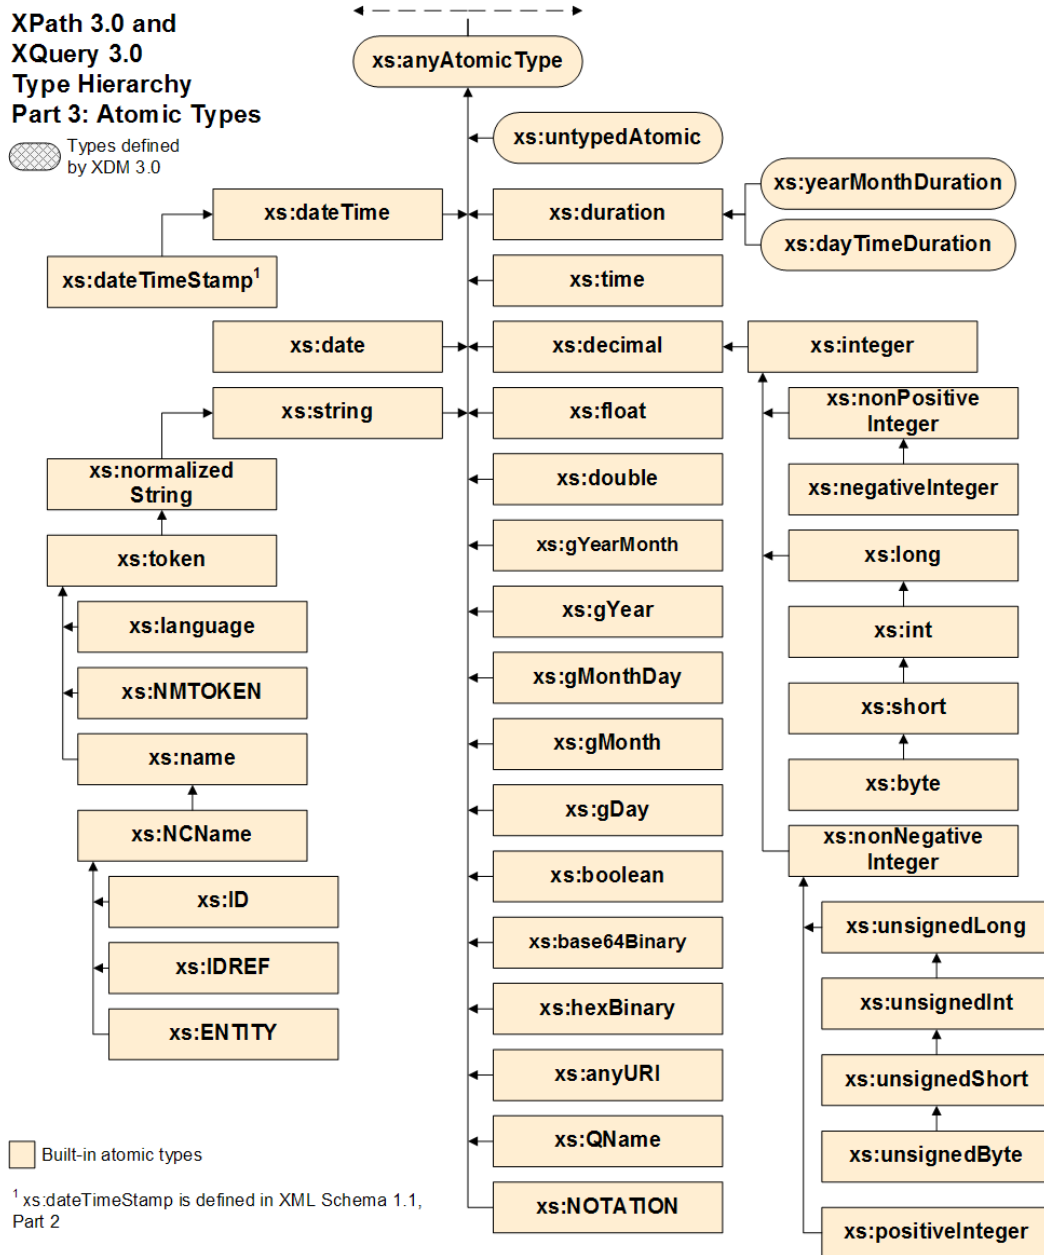 XPath 3.0 and
XQuery 3.0
Type Hierarchy
Part 3: Atomic Types
Types defined
by XDM 3.0
xs:anyAtomicType
xs:untypedAtomic
xs:dateTime
xs:duration
xs:yearMonthDuration
xs:dayTimeDuration
xs:dateTimeStamp1
xs:time
xs:date
xs:decimal
xs:integer
xs:string
xs:float
xs:nonPositive
Integer
xs:normalized
String
xs:double
xs:negativeInteger
xs:token
xs:gYearMonth
xs:long
xs:language
xs:gYear
xs:int
xs:NMTOKEN
xs:gMonthDay
xs:short
xs:name
xs:gMonth
xs:byte
xs:NCName
xs:gDay
xs:nonNegative
Integer
xs:ID
xs:boolean
xs:unsignedLong
xs:IDREF
xs:base64Binary
xs:unsignedInt
xs:ENTITY
xs:hexBinary
xs:unsignedShort
xs:anyURI
xs:QName
xs:unsignedByte
Built-in atomic types
xs:NOTATION
xs:positiveInteger
1 xs:dateTimeStamp is defined in XML Schema 1.1,
Part 2